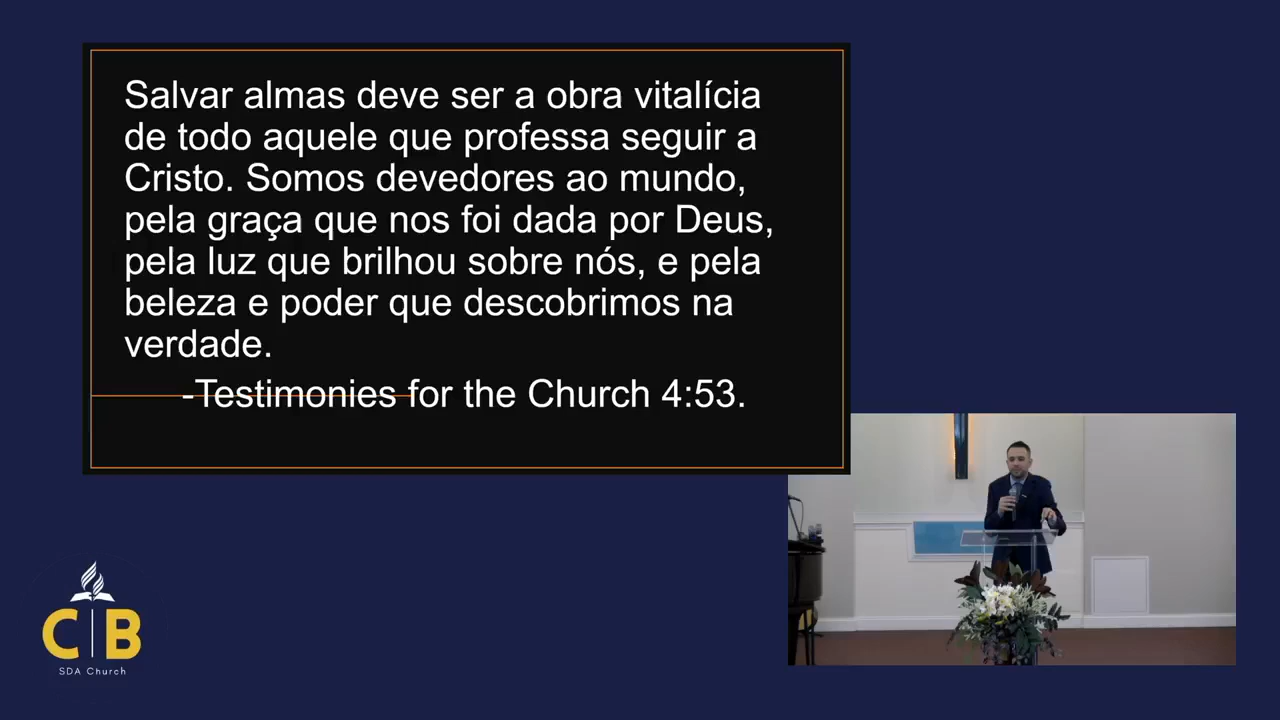 Salvar almas deve ser a obra vitalícia
de todo aquele que professa seguir a
Cristo. Somos devedores ao mundo,
pela graça que nos foi dada por Deus,
pela luz que brilhou sobre nós, e pela
beleza e poder que descobrimos na
verdade.
-Testimonies for the Church 4:53.
C|B
SDA Church